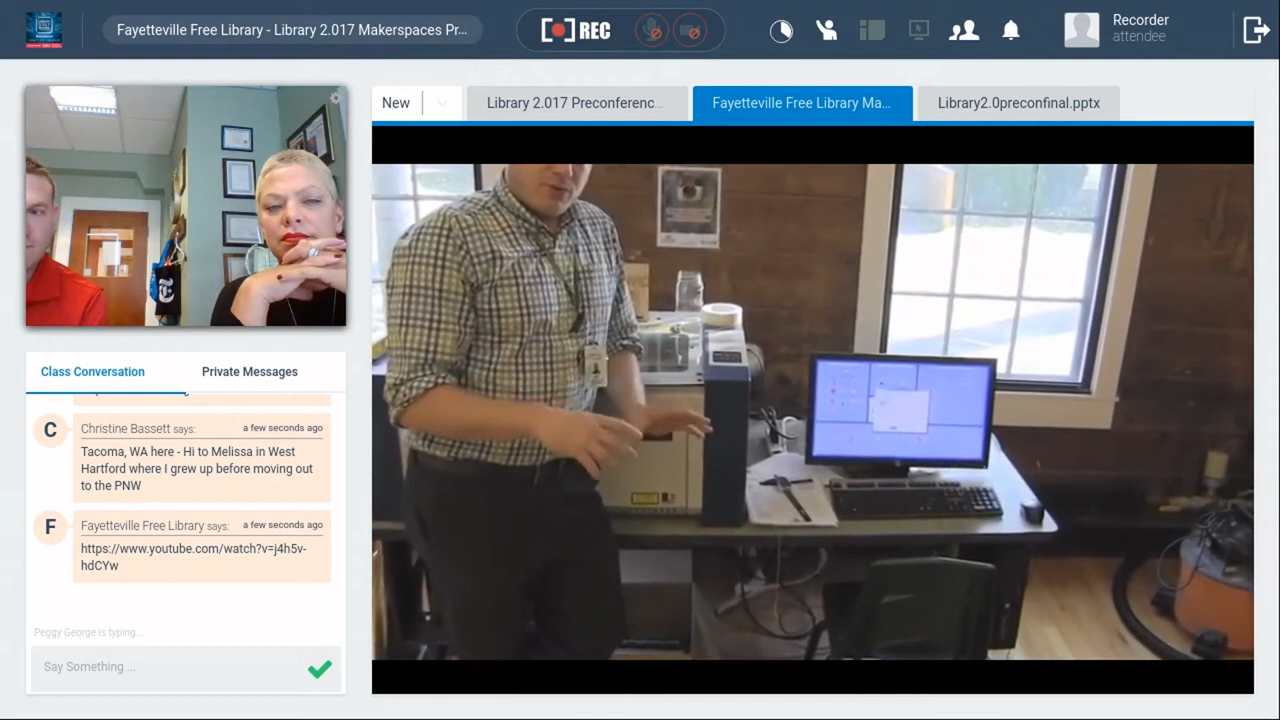 Fayetteville Free Library - Library 2.017 Makerspaces Pr...
REC
Recorder
attendee
New
Library 2.017 Preconferenc...
Fayetteville Free Library Ma...
Library2.0preconfinal.pptx
Class Conversation
Private Messages
C
Christine Bassett says:
a few seconds ago
Tacoma, WA here - Hi to Melissa in West
Hartford where I grew up before moving out
to the PNW
F
Fayetteville Free Library says:
a few seconds ago
https://www.youtube.com/watch?v=j4h5v-
hdCYw
Peggy George is typing...
Say Something ...